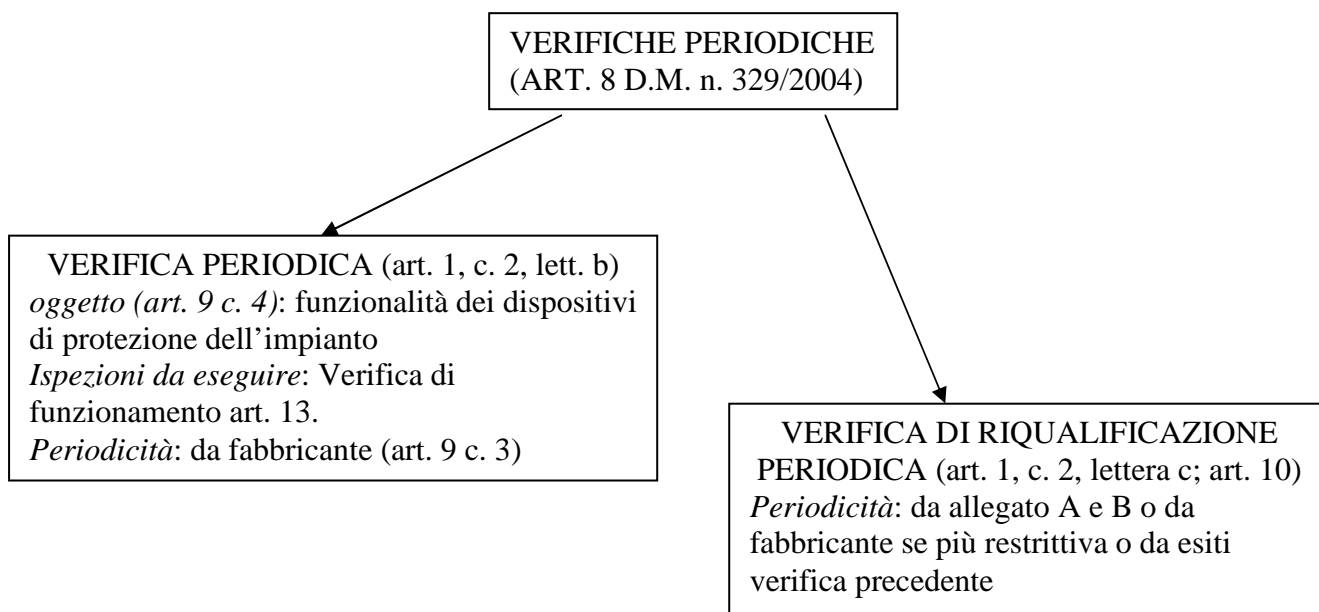 VERIFICHE PERIODICHE
(ART. 8 D.M. n. 329/2004)
VERIFICA PERIODICA (art. 1, c. 2, lett. b)
oggetto (art. 9 c. 4): funzionalità dei dispositivi
di protezione dell’impianto
Ispezioni da eseguire: Verifica di
funzionamento art. 13.
Periodicità: da fabbricante (art. 9 c. 3)
VERIFICA DI RIQUALIFICAZIONE
PERIODICA (art. 1, c. 2, lettera c; art. 10)
Periodicità: da allegato A e B o da
fabbricante se più restrittiva o da esiti
verifica precedente